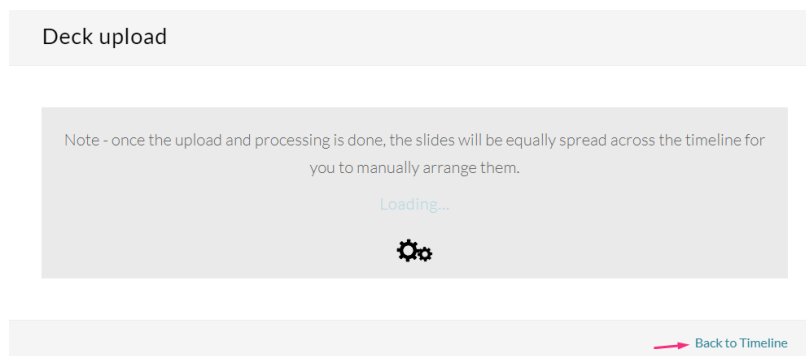 Deck upload
Note - once the upload and processing is done, the slides will be equally spread across the timeline for
you to manually arrange them.
Loading...
Back to Timeline